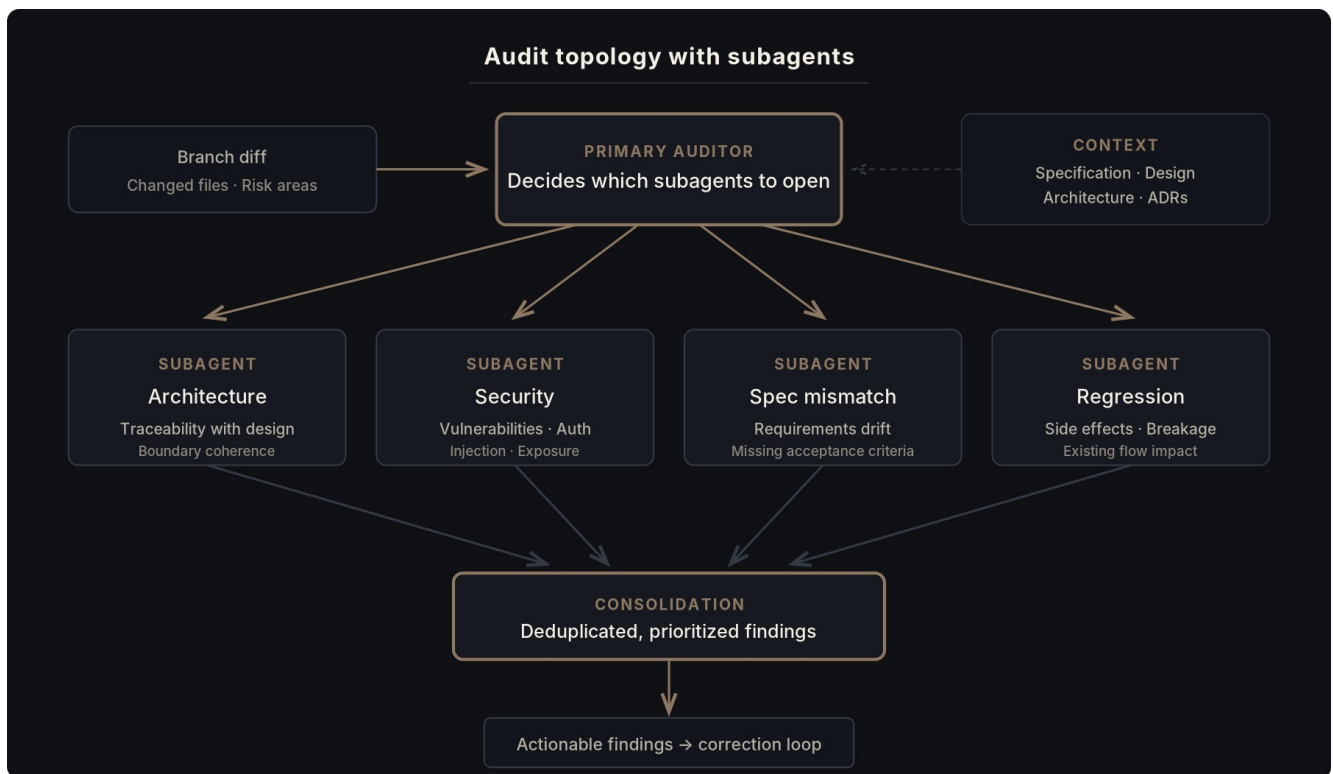 Audit topology with subagents
Branch diff
Changed files · Risk areas
PRIMARY AUDITOR
Decides which subagents to open
CONTEXT
Specification · Design
Architecture · ADRs
SUBAGENT
Architecture
Traceability with design
Boundary coherence
SUBAGENT
Security
Vulnerabilities · Auth
Injection · Exposure
SUBAGENT
Spec mismatch
Requirements drift
Missing acceptance criteria
SUBAGENT
Regression
Side effects · Breakage
Existing flow impact
CONSOLIDATION
Deduplicated, prioritized findings
Actionable findings → correction loop